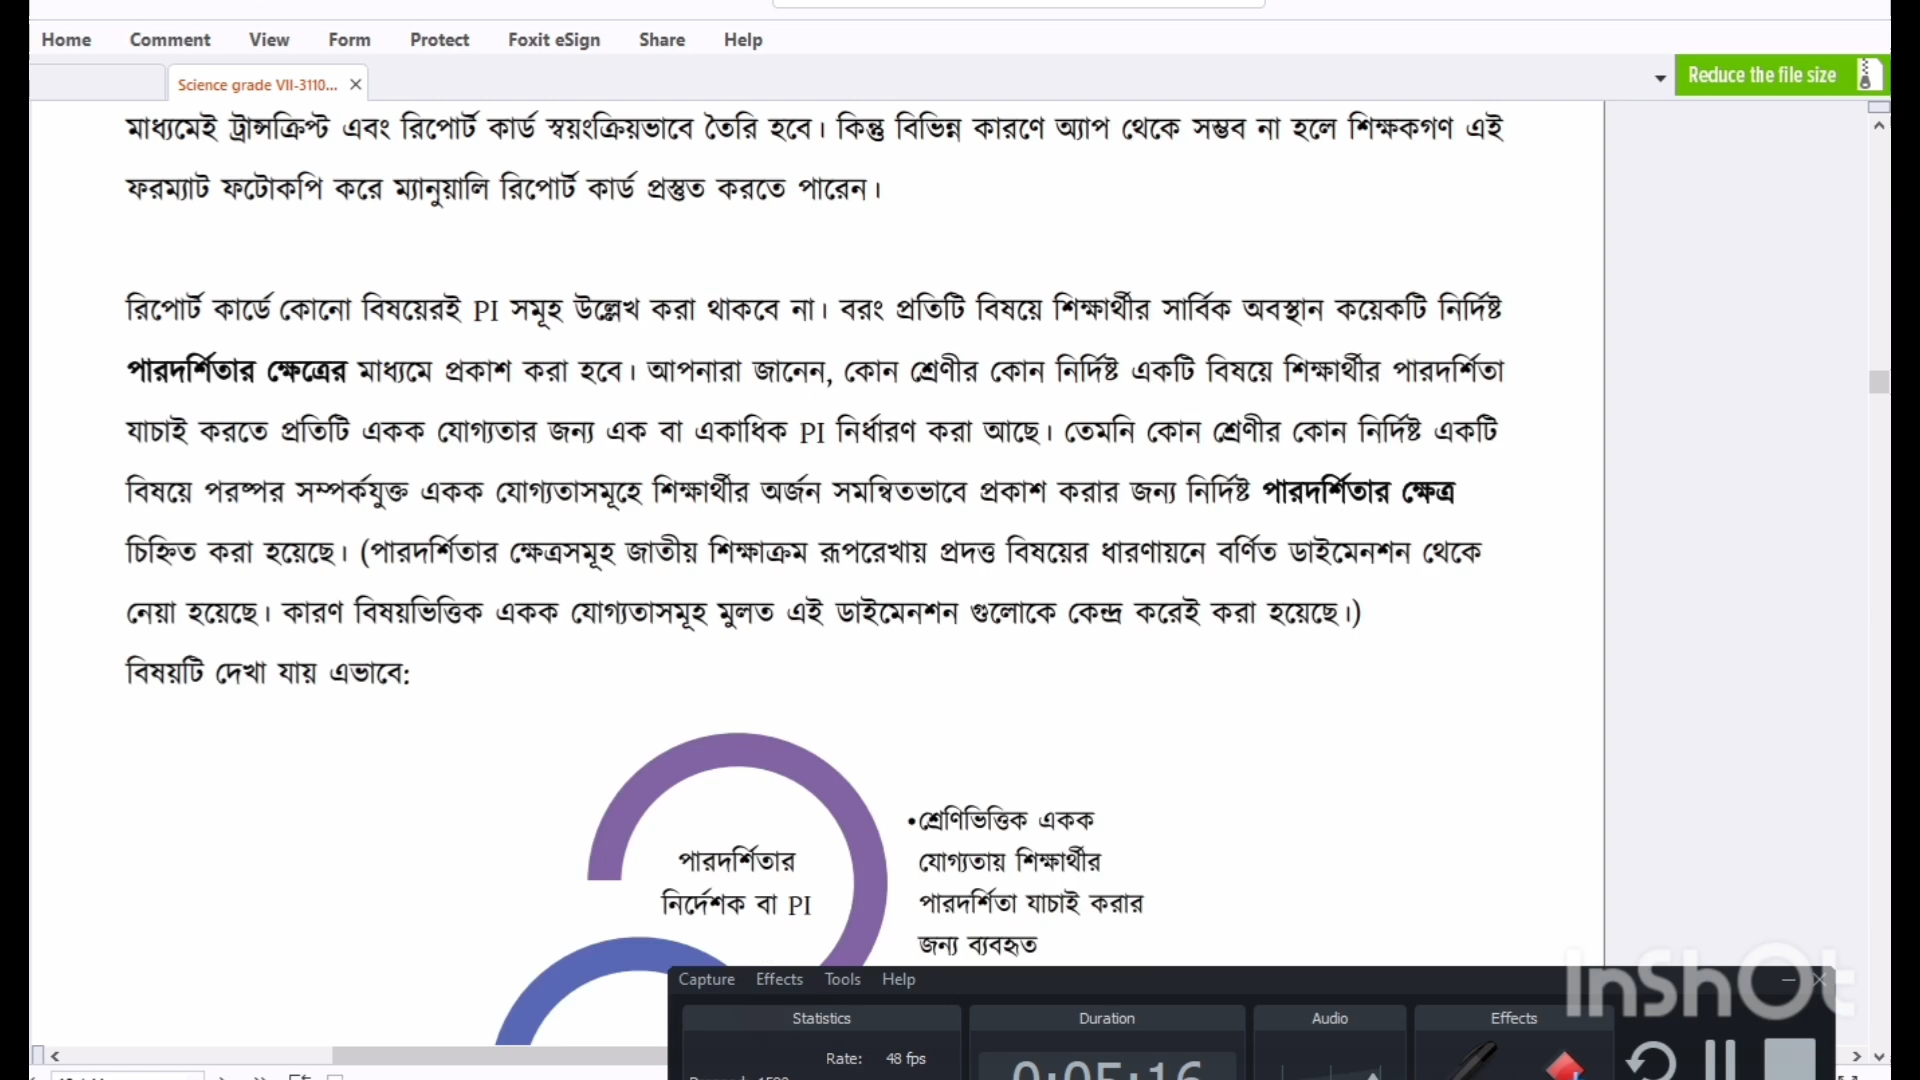 Home Comment View Form Protect Foxit eSign Share Help
Science grade VII-3110...
Reduce the file size
মাধ্যমেই ট্রান্সক্রিপ্ট এবং রিপোর্ট কার্ড স্বয়ংক্রিয়ভাবে তৈরি হবে। কিন্তু বিভিন্ন কারণে অ্যাপ থেকে সম্ভব না হলে শিক্ষকগণ এই
ফরম্যাট ফটোকপি করে ম্যানুয়ালি রিপোর্ট কার্ড প্রস্তুত করতে পারেন।
রিপোর্ট কার্ডে কোনো বিষয়েরই PI সমূহ উল্লেখ করা থাকবে না। বরং প্রতিটি বিষয়ে শিক্ষার্থীর সার্বিক অবস্থান কয়েকটি নির্দিষ্ট
পারদর্শিতার ক্ষেত্রের মাধ্যমে প্রকাশ করা হবে। আপনারা জানেন, কোন শ্রেণীর কোন নির্দিষ্ট একটি বিষয়ে শিক্ষার্থীর পারদর্শিতা
যাচাই করতে প্রতিটি একক যোগ্যতার জন্য এক বা একাধিক PI নির্ধারণ করা আছে। তেমনি কোন শ্রেণীর কোন নির্দিষ্ট একটি
বিষয়ে পরষ্পর সম্পর্কযুক্ত একক যোগ্যতাসমূহে শিক্ষার্থীর অর্জন সমন্বিতভাবে প্রকাশ করার জন্য নির্দিষ্ট পারদর্শিতার ক্ষেত্র
চিহ্নিত করা হয়েছে। (পারদর্শিতার ক্ষেত্রসমূহ জাতীয় শিক্ষাক্রম রূপরেখায় প্রদত্ত বিষয়ের ধারণায়নে বর্ণিত ডাইমেনশন থেকে
নেয়া হয়েছে। কারণ বিষয়ভিত্তিক একক যোগ্যতাসমূহ মুলত এই ডাইমেনশন গুলোকে কেন্দ্র করেই করা হয়েছে।)
বিষয়টি দেখা যায় এভাবে:
পারদর্শিতার
নির্দেশক বা PI
•শ্রেণিভিত্তিক একক
যোগ্যতায় শিক্ষার্থীর
পারদর্শিতা যাচাই করার
জন্য ব্যবহৃত
Capture Effects Tools Help
InShOt
Statistics Duration Audio Effects
Rate: 48 fps
0:05:16